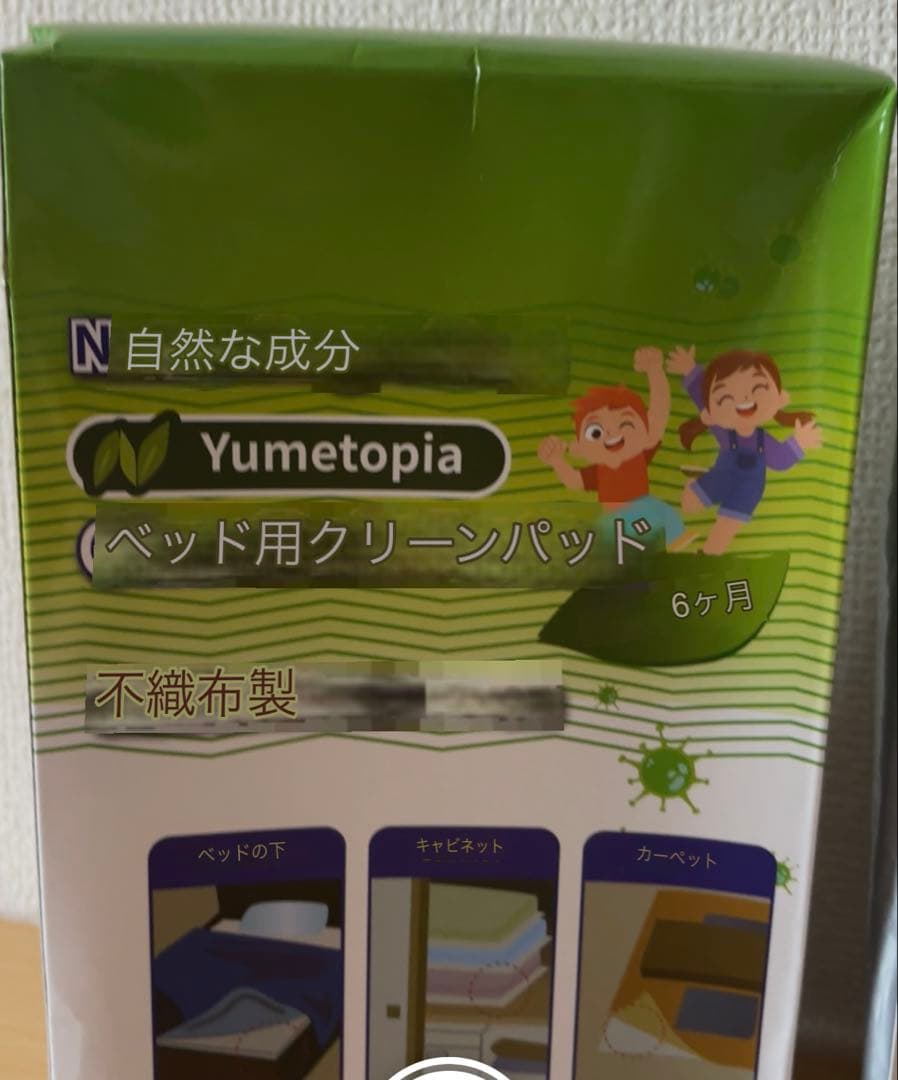 N 自然な成分
Yumetopia
ベッド用クリーンパッド
6ヶ月
不織布製
ベッドの下
キャビネット
カーペット